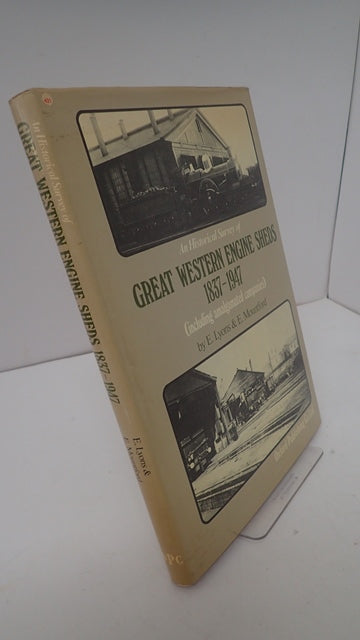 An Historical Survey of
GREAT WESTERN ENGINE SHEDS
1837-1947
(including amalgamated companies)
by E. Lyons & E. Mountford
An Historical Survey of
GREAT WESTERN ENGINE SHEDS 1837-1947
E. Lyons &
E. Mountford